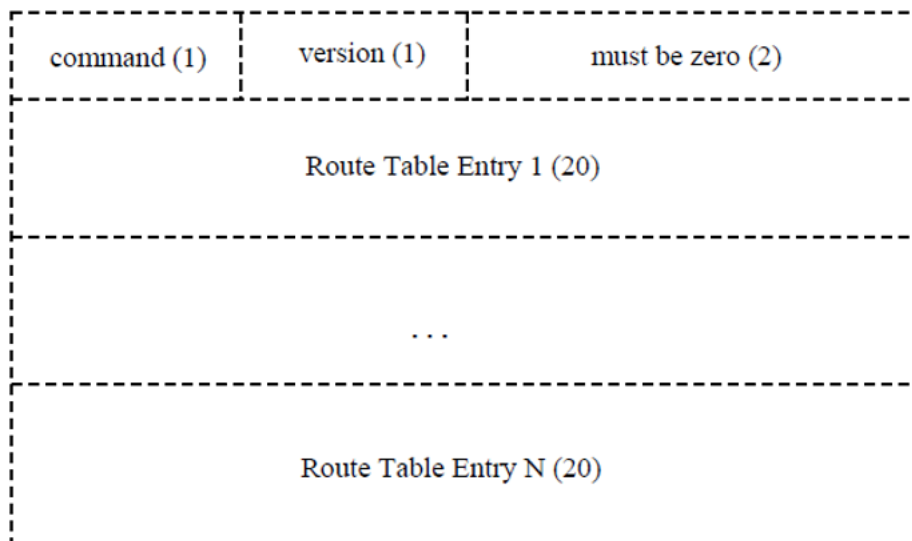 command (1) version (1) must be zero (2)
Route Table Entry 1 (20)
...
Route Table Entry N (20)